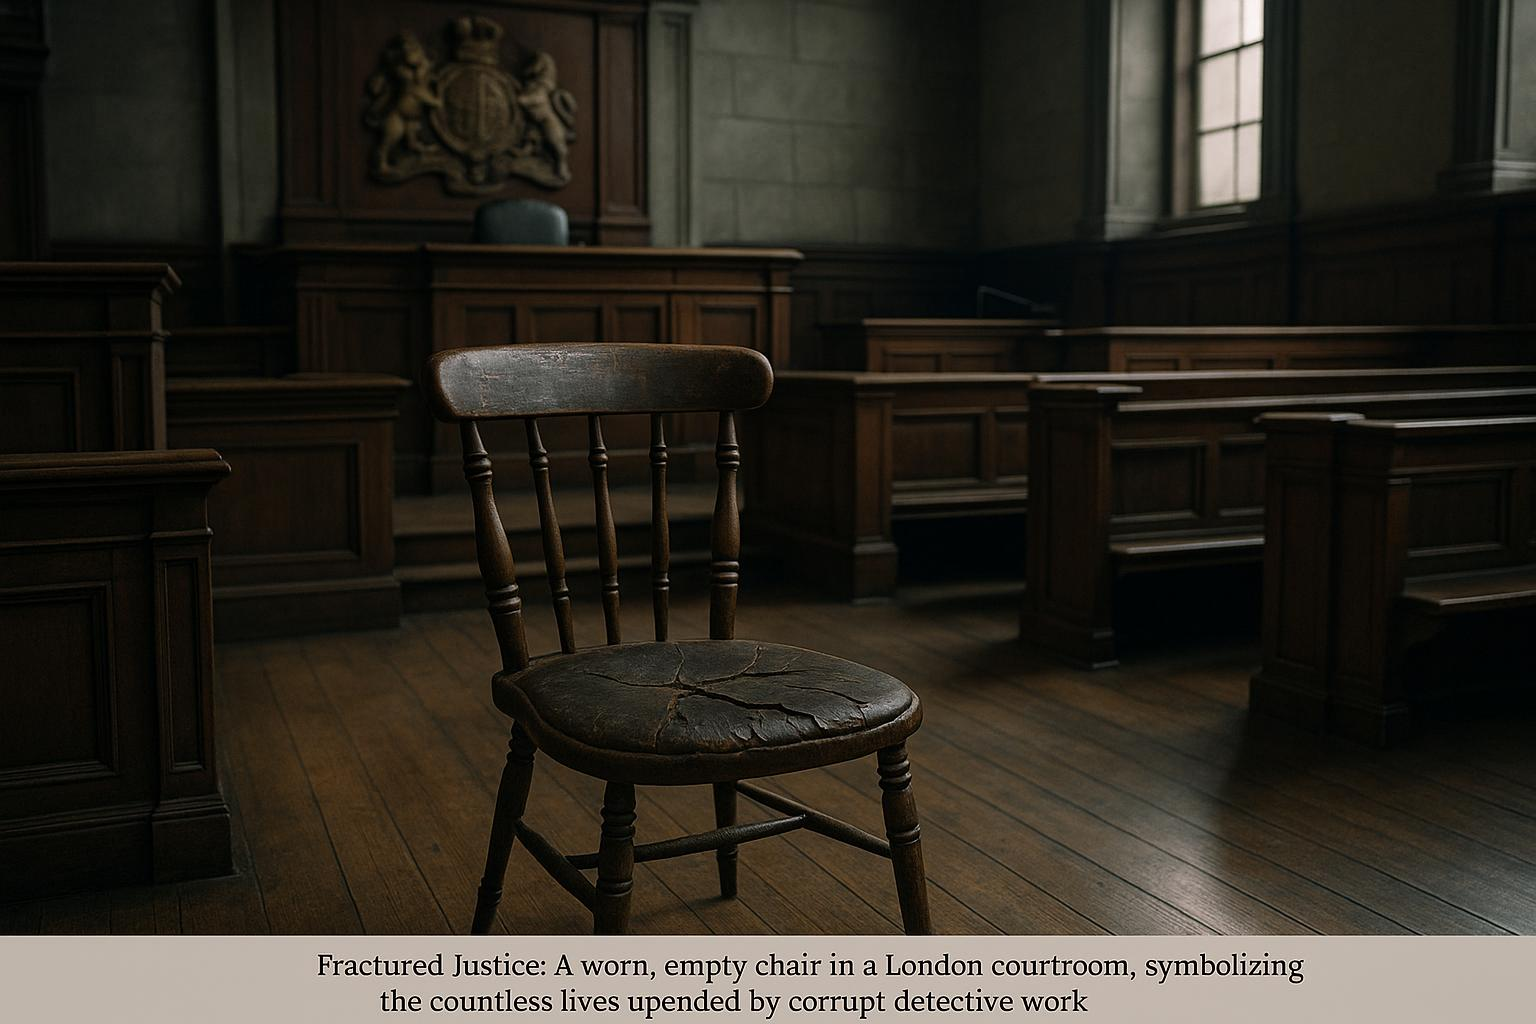 Fractured Justice: A worn, empty chair in a London courtroom, symbolizing
the countless lives upended by corrupt detective work